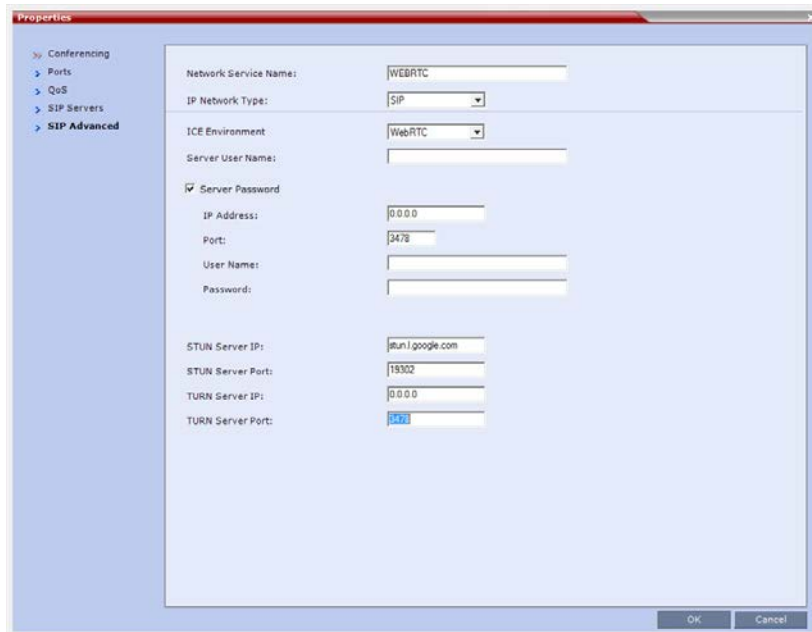 Properties
Conferencing
Ports
QoS
SIP Servers
SIP Advanced
Network Service Name: WEBRTC
IP Network Type: SIP
ICE Environment WebRTC
Server User Name:
Server Password
IP Address: 0.0.0.0
Port: 3478
User Name:
Password:
STUN Server IP: stun.l.google.com
STUN Server Port: 19302
TURN Server IP: 0.0.0.0
TURN Server Port: 3478
OK Cancel